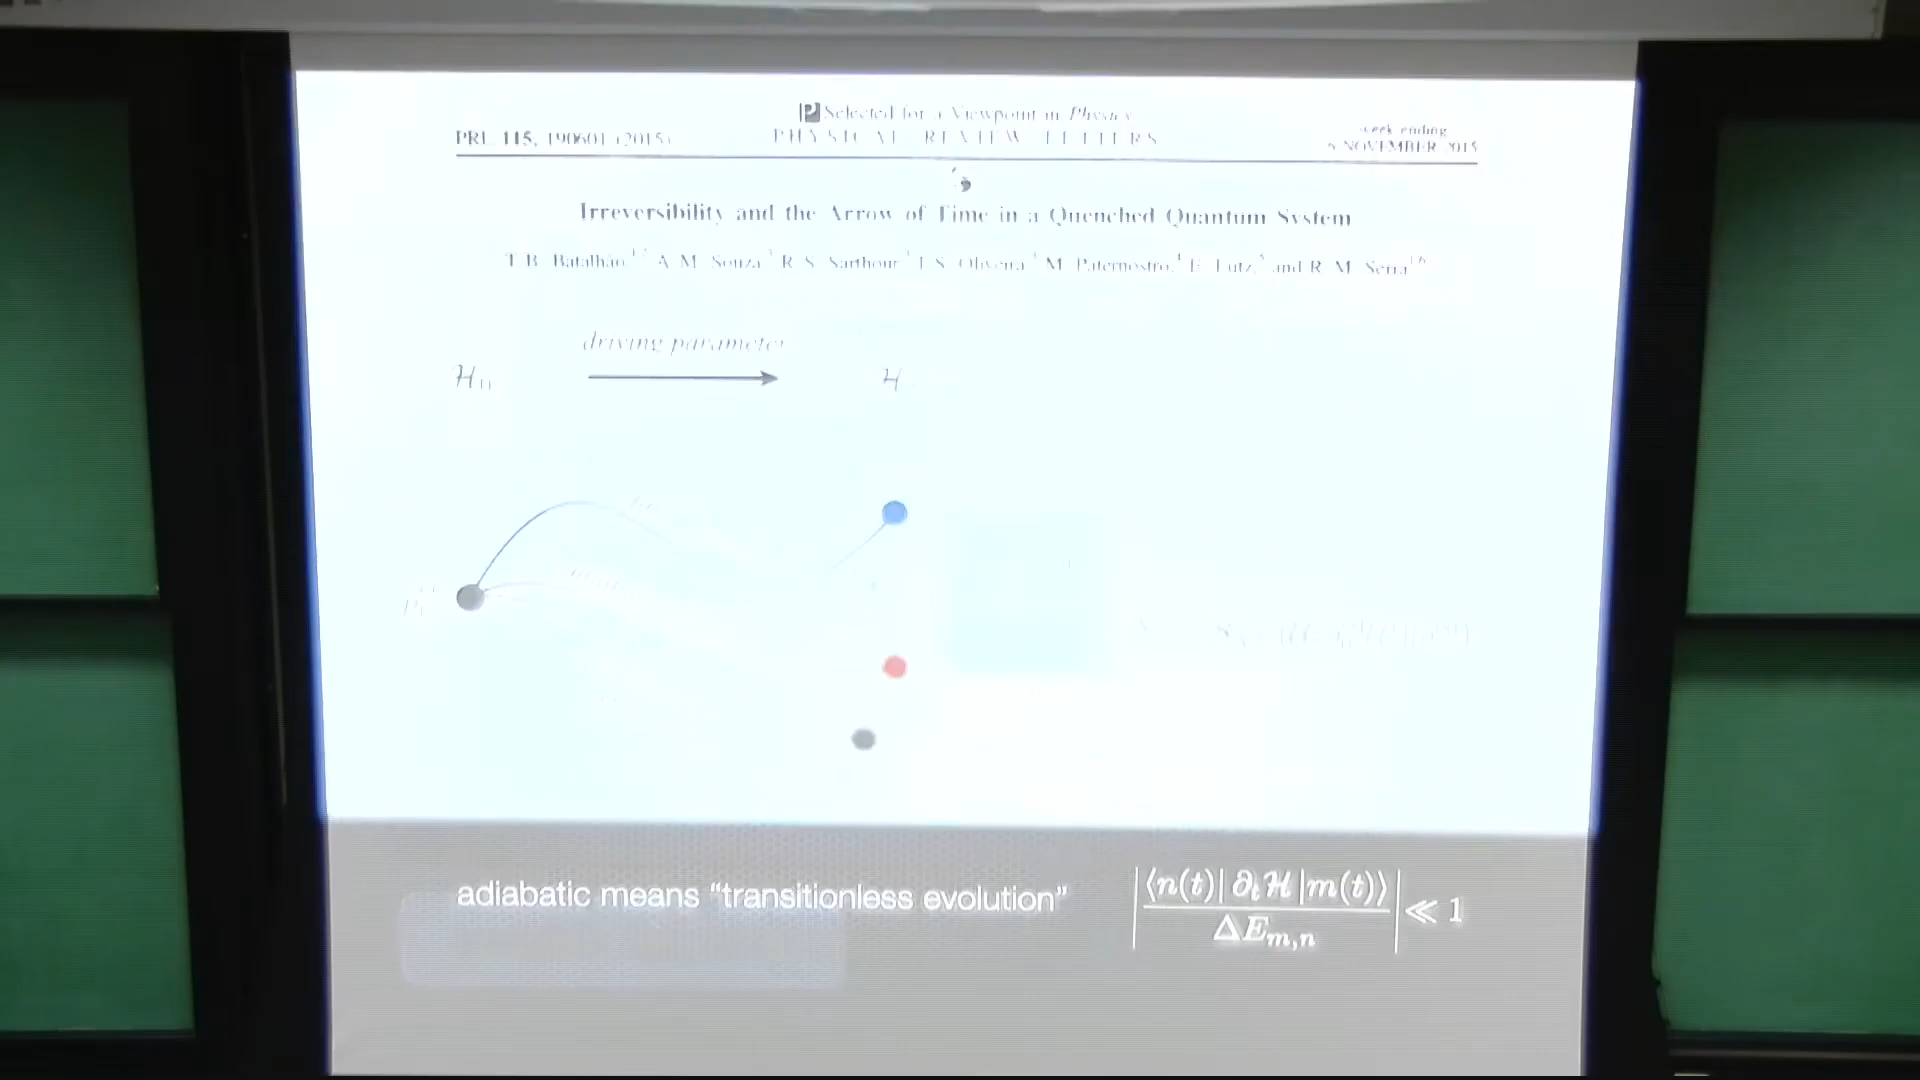 Selected for a Viewpoint in Physics
PRL 115, 190601 (2015)
PHYSICAL REVIEW LETTERS
week ending
6 NOVEMBER 2015
Irreversibility and the Arrow of Time in a Quenched Quantum System
T. B. Batalhão, A. M. Souza, R. S. Sarthour, I. S. Oliveira, M. Paternostro, E. Lutz, and R. M. Serra
driving parameter
ℋ₀
ℋ
adiabatic means “transitionless evolution”
|⟨n(t)| ∂ₜℋ |m(t)⟩ / ΔEₘ,ₙ| ≪ 1